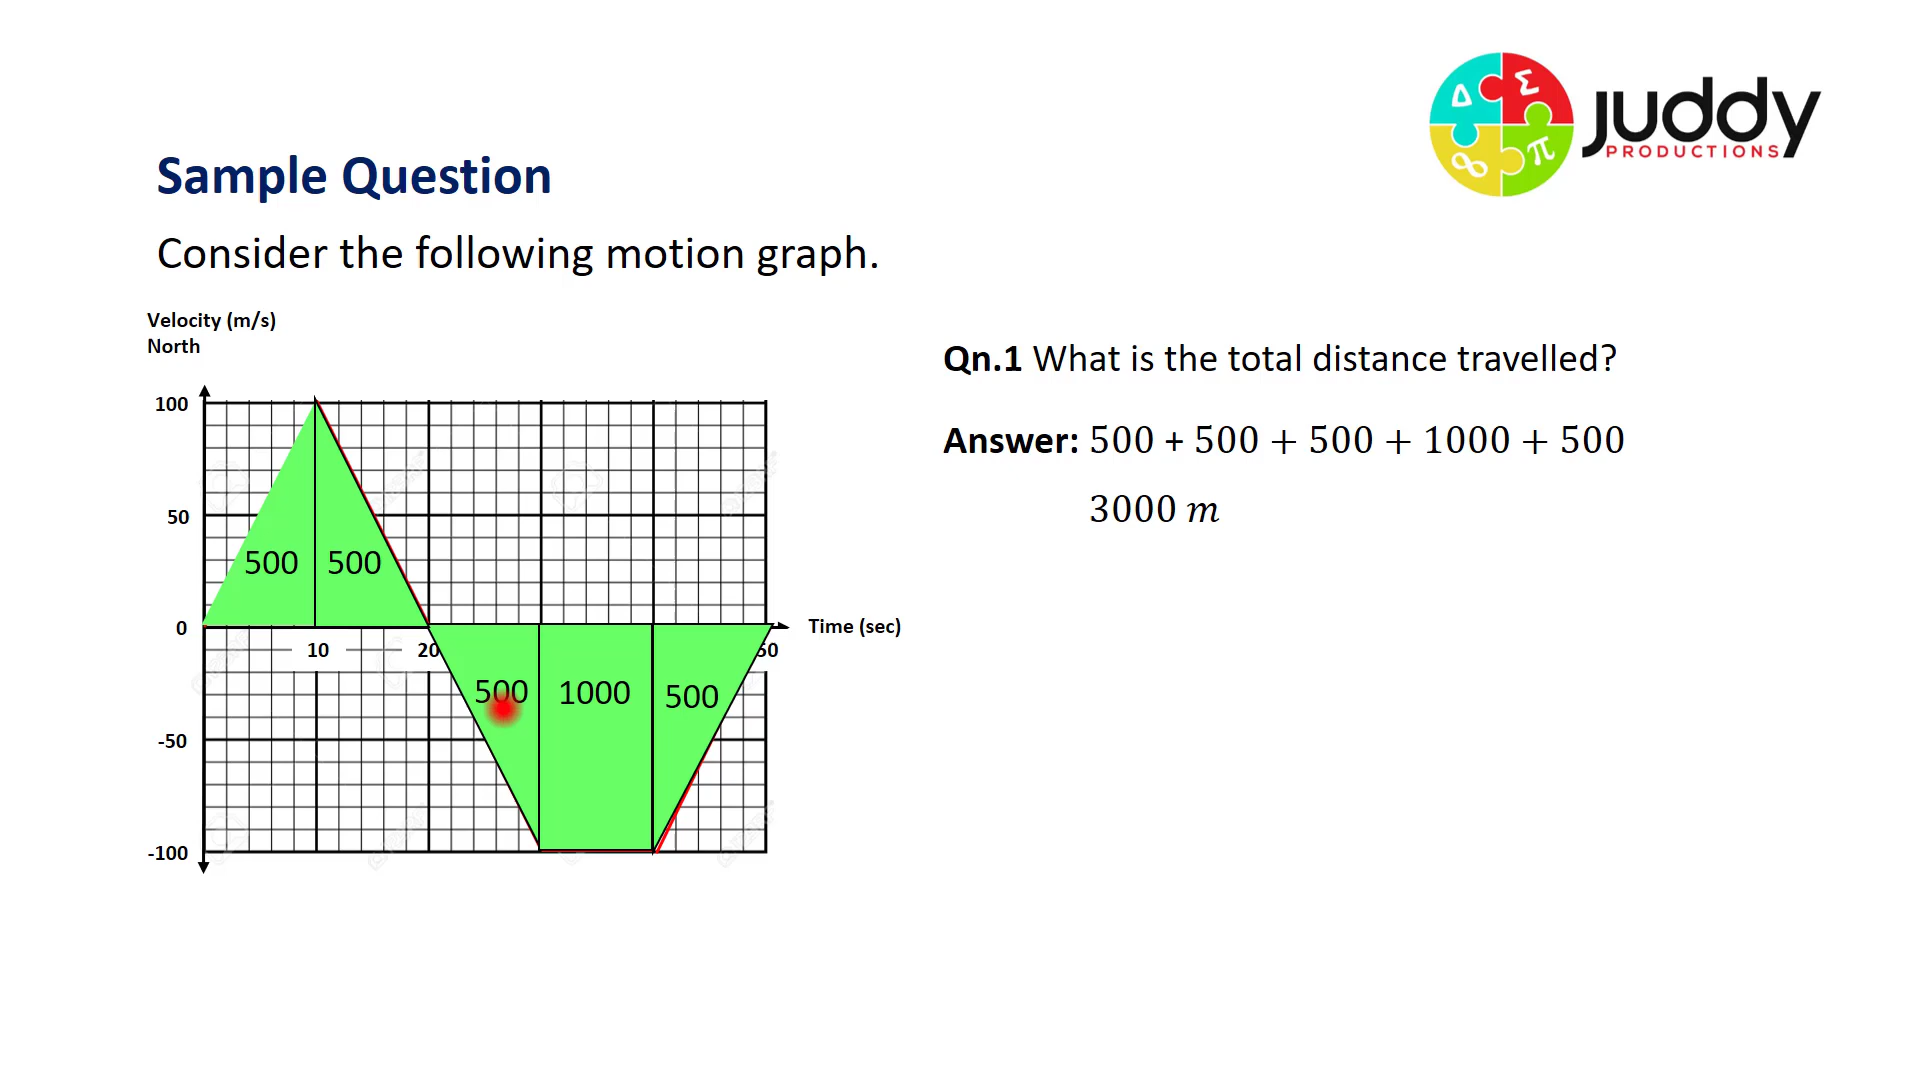 Δ Σ
∞ π
juddy
PRODUCTIONS
Sample Question
Consider the following motion graph.
Velocity (m/s)
North
Qn.1 What is the total distance travelled?
Answer: 500 + 500 + 500 + 1000 + 500
3000 m
100
50
500 500
0
Time (sec)
10 20
500 1000 500
-50
-100